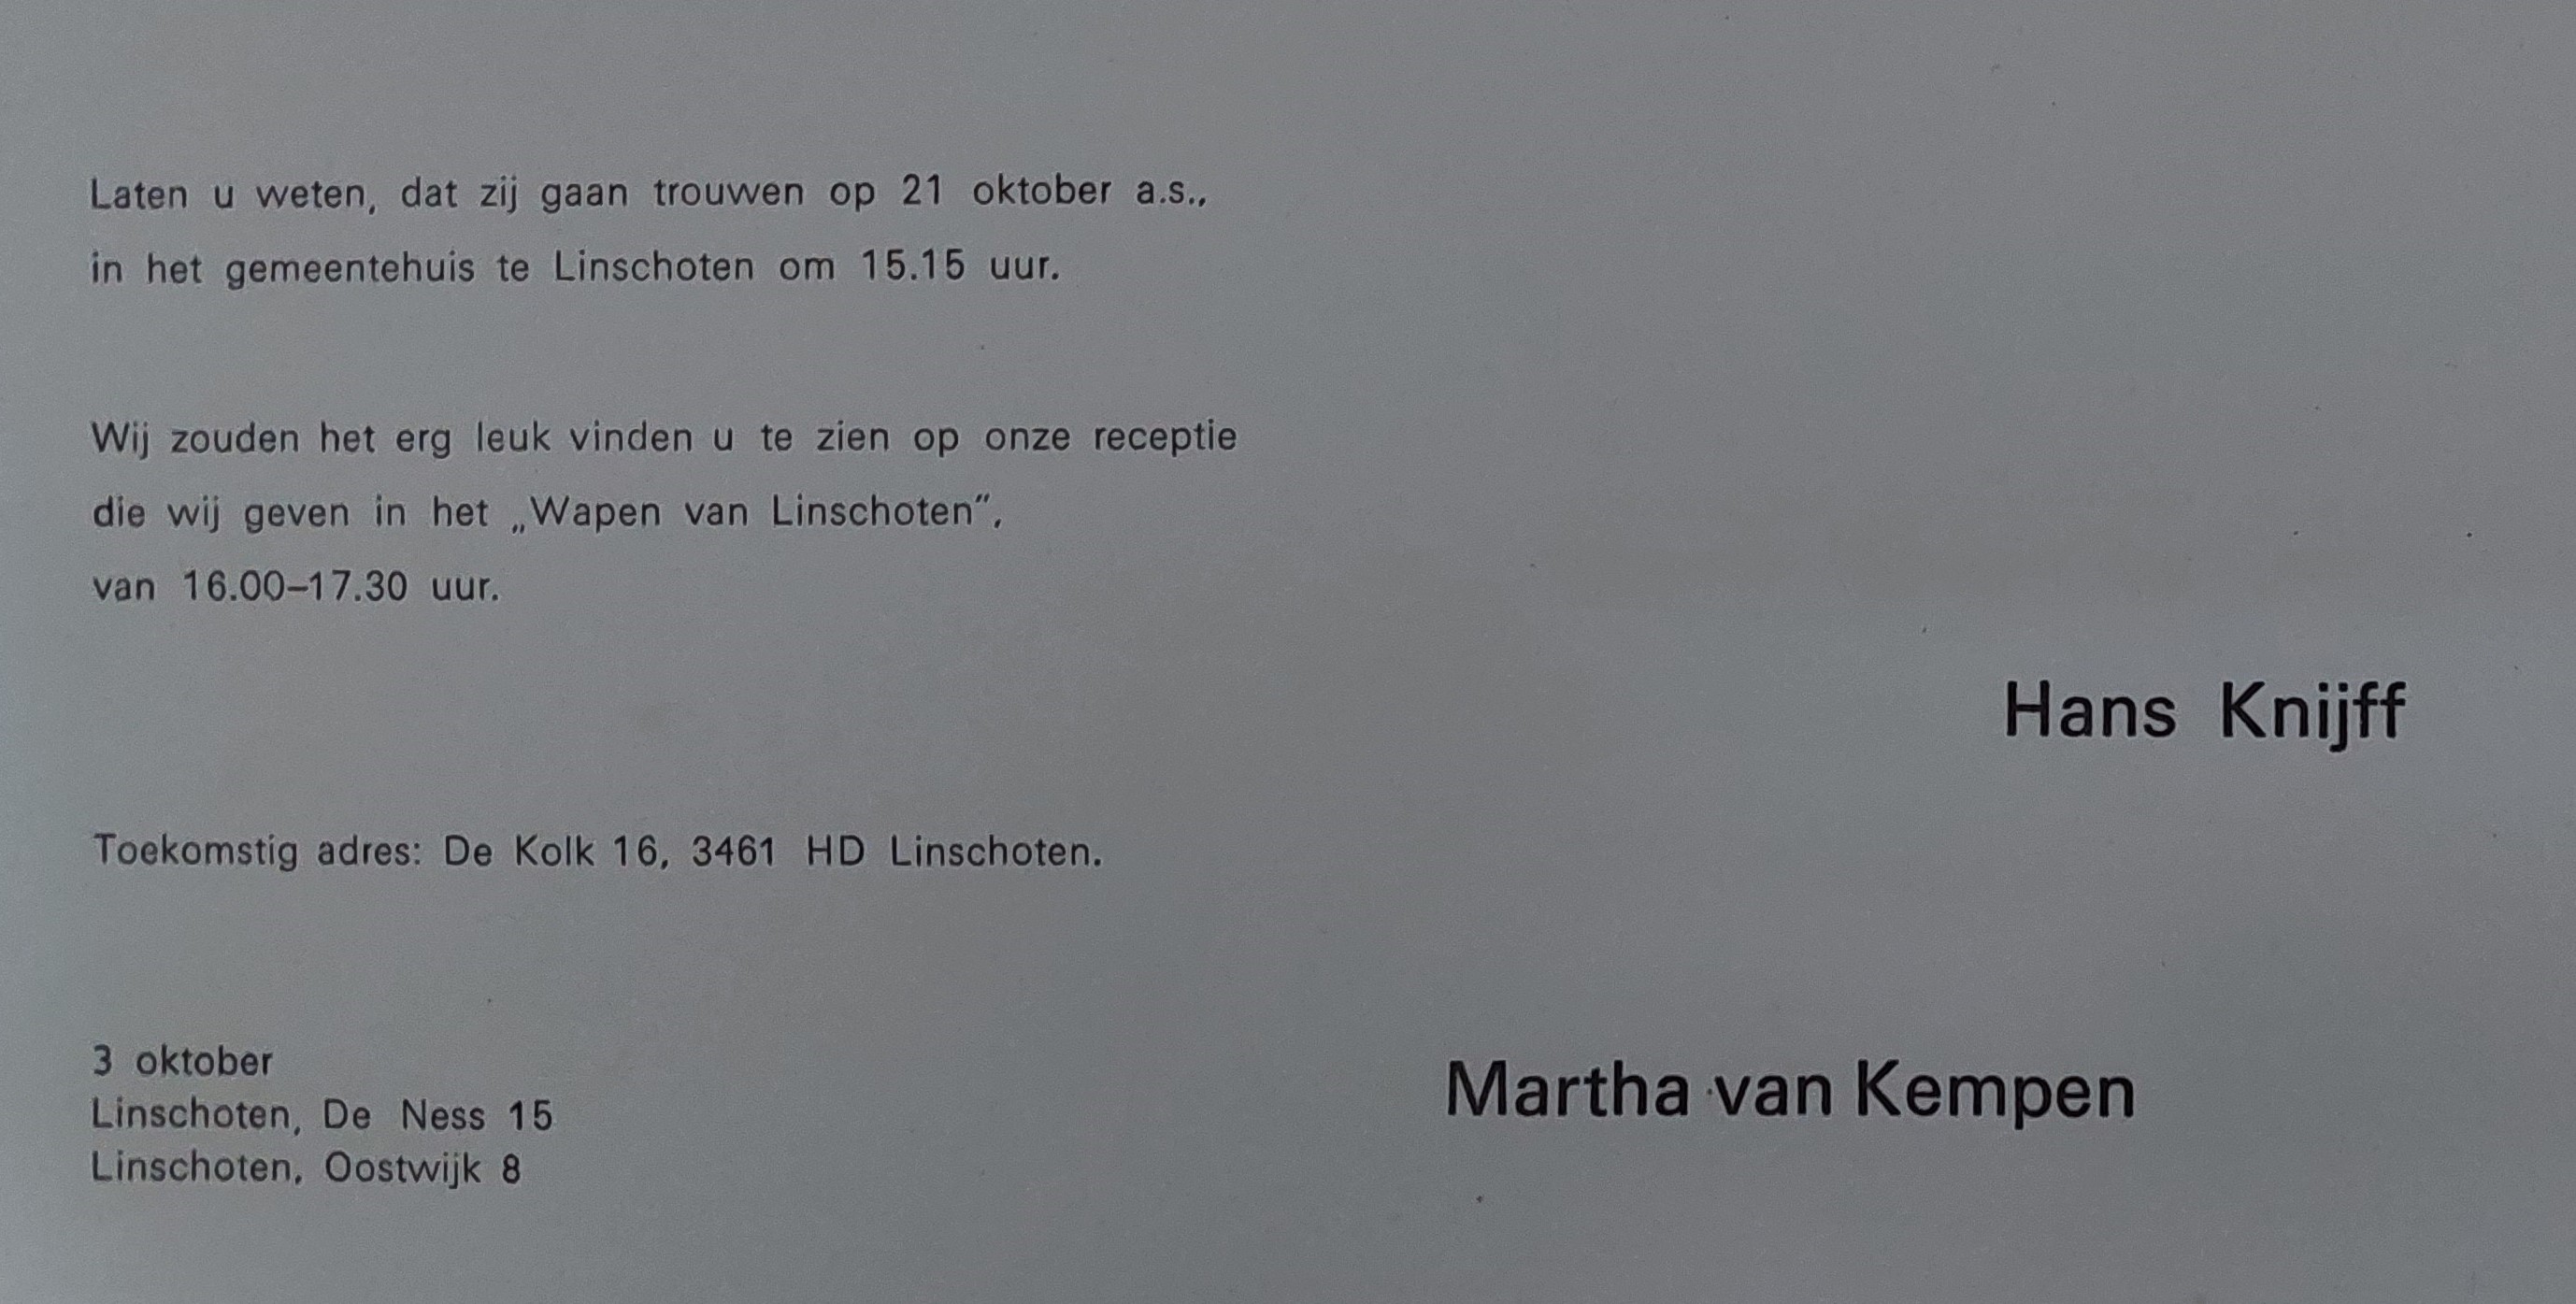 Laten u weten, dat zij gaan trouwen op 21 oktober a.s.,
in het gemeentehuis te Linschoten om 15.15 uur.
Wij zouden het erg leuk vinden u te zien op onze receptie
die wij geven in het „Wapen van Linschoten”,
van 16.00–17.30 uur.
Hans Knijff
Toekomstig adres: De Kolk 16, 3461 HD Linschoten.
Martha van Kempen
3 oktober
Linschoten, De Ness 15
Linschoten, Oostwijk 8